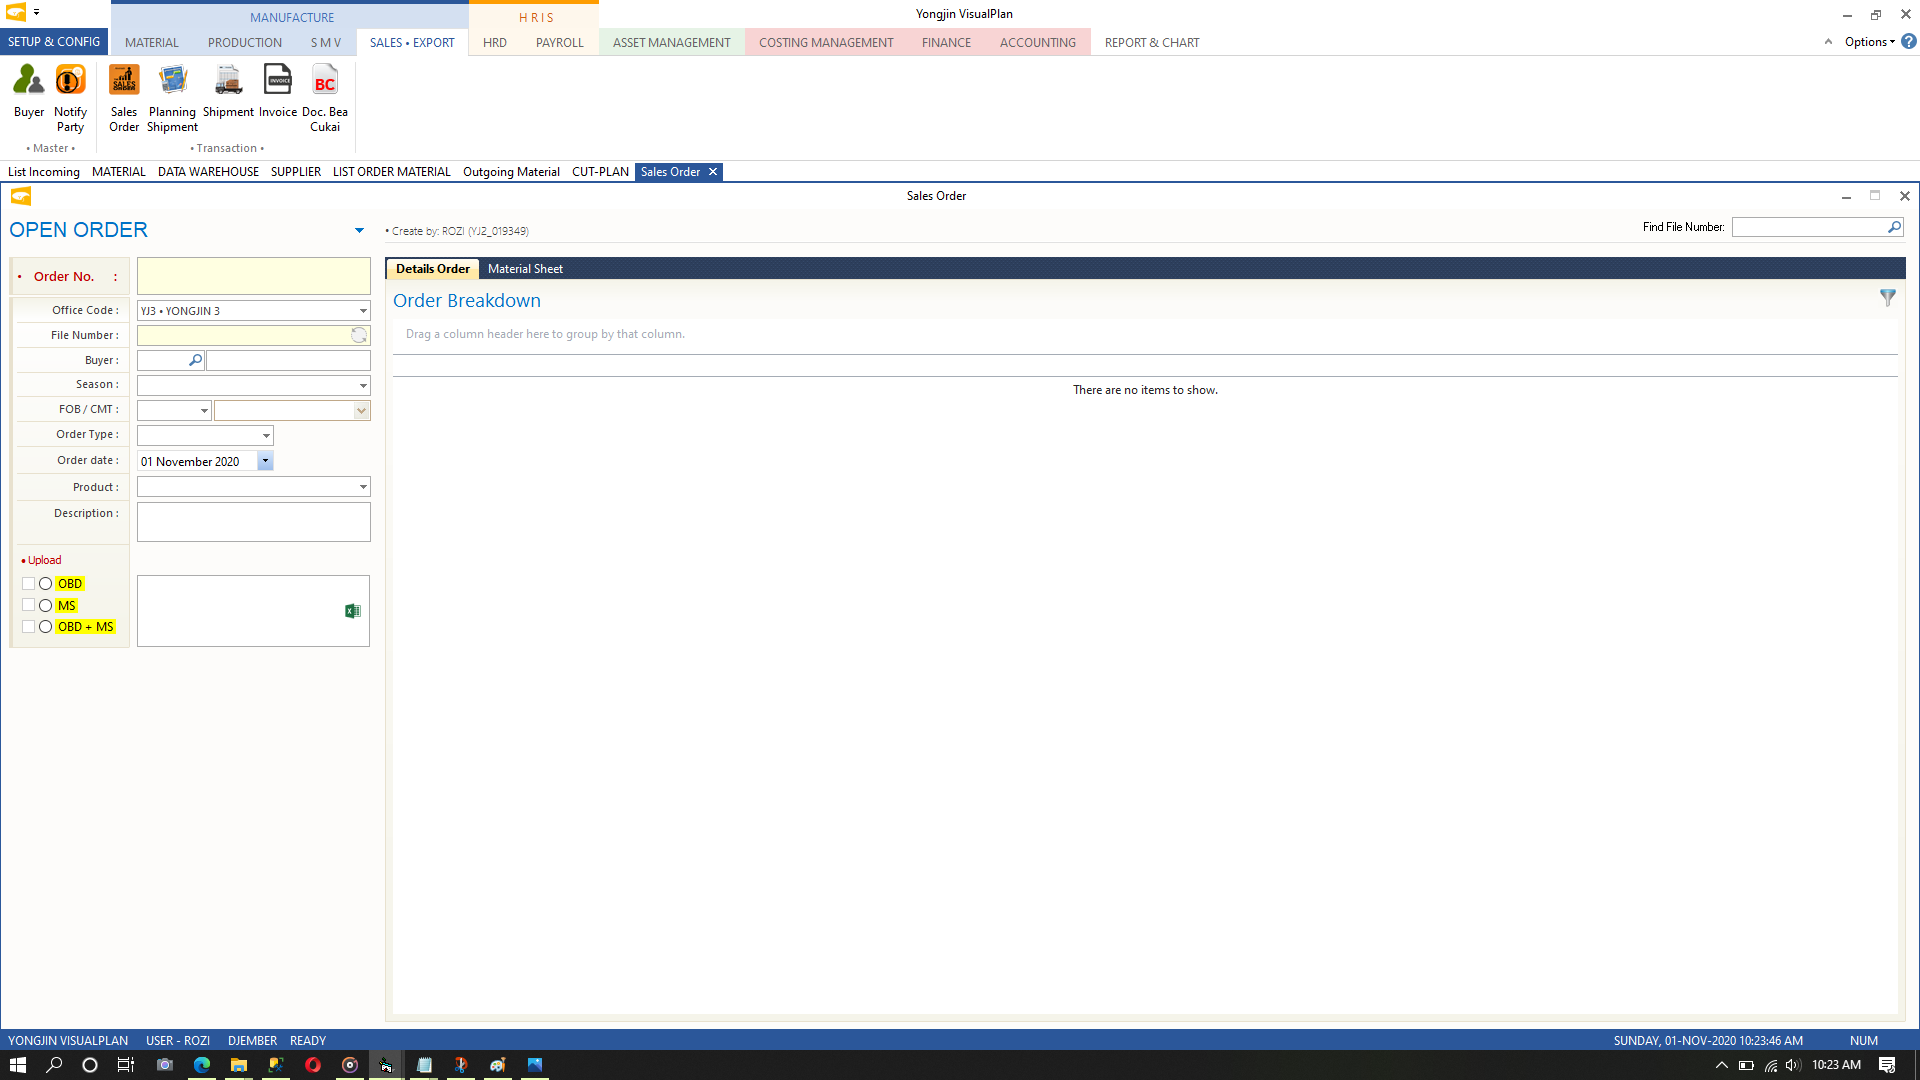 Yongjin VisualPlan
MANUFACTURE
H R I S
SETUP & CONFIG
MATERIAL
PRODUCTION
S M V
SALES • EXPORT
HRD
PAYROLL
ASSET MANAGEMENT
COSTING MANAGEMENT
FINANCE
ACCOUNTING
REPORT & CHART
Options
SALES ORDER
INVOICE
BC
Buyer
Notify Party
Sales Order
Planning Shipment
Shipment
Invoice
Doc. Bea Cukai
• Master •
• Transaction •
List Incoming
MATERIAL
DATA WAREHOUSE
SUPPLIER
LIST ORDER MATERIAL
Outgoing Material
CUT-PLAN
Sales Order
Sales Order
OPEN ORDER
• Create by: ROZI (YJ2_019349)
Find File Number:
• Order No. :
Office Code :
YJ3 • YONGJIN 3
File Number :
Buyer :
Season :
FOB / CMT :
Order Type :
Order date :
01 November 2020
Product :
Description :
• Upload
OBD
MS
OBD + MS
Details Order
Material Sheet
Order Breakdown
Drag a column header here to group by that column.
There are no items to show.
YONGJIN VISUALPLAN
USER - ROZI
DJEMBER
READY
SUNDAY, 01-NOV-2020 10:23:46 AM
NUM
10:23 AM